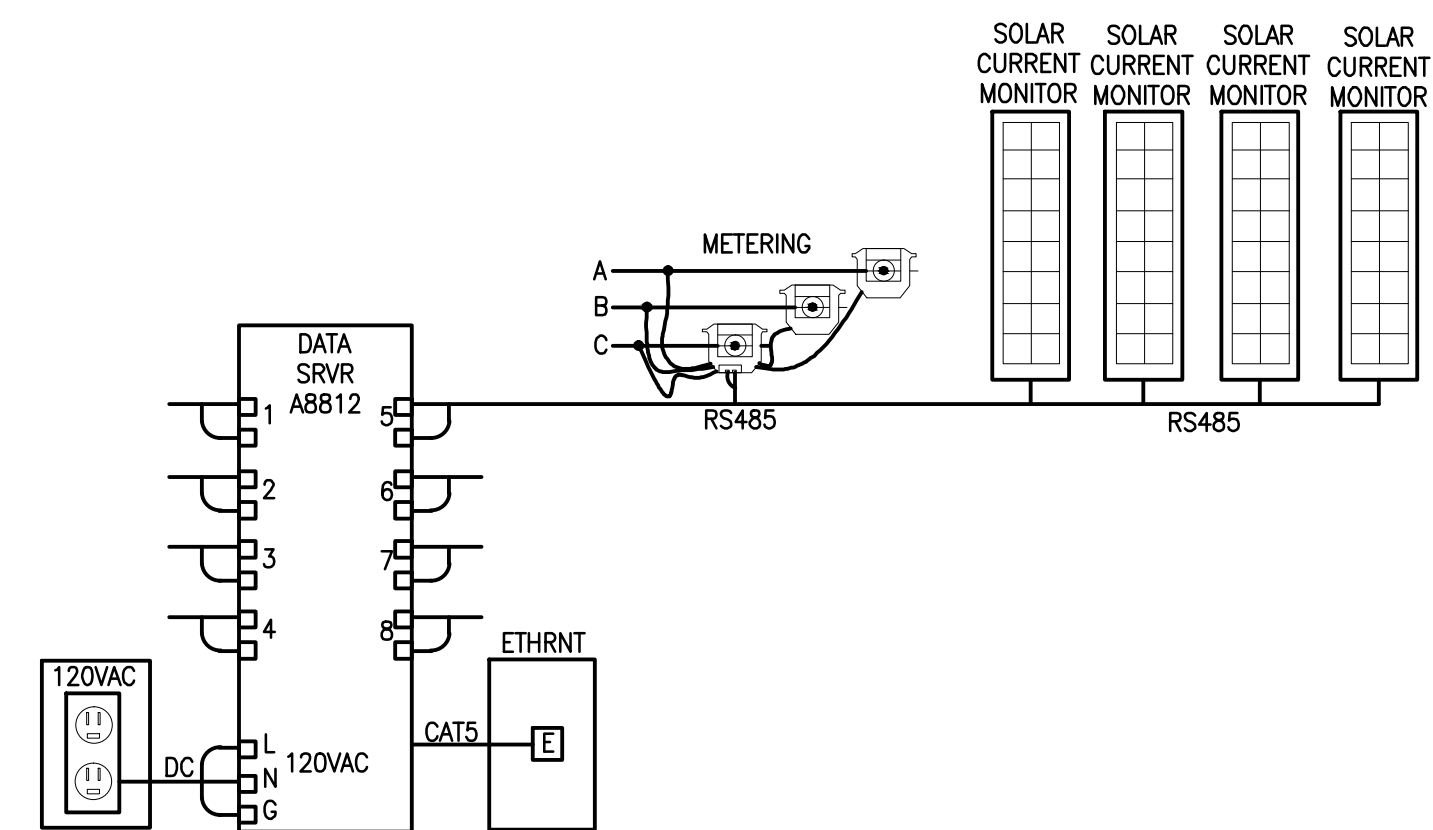 SOLAR
CURRENT
MONITOR
SOLAR
CURRENT
MONITOR
SOLAR
CURRENT
MONITOR
SOLAR
CURRENT
MONITOR
METERING
A
B
C
RS485
RS485
DATA
SRVR
A8812
1
5
2
6
3
7
4
8
120VAC
DC
L
N
G
120VAC
CAT5
ETHRNT
E